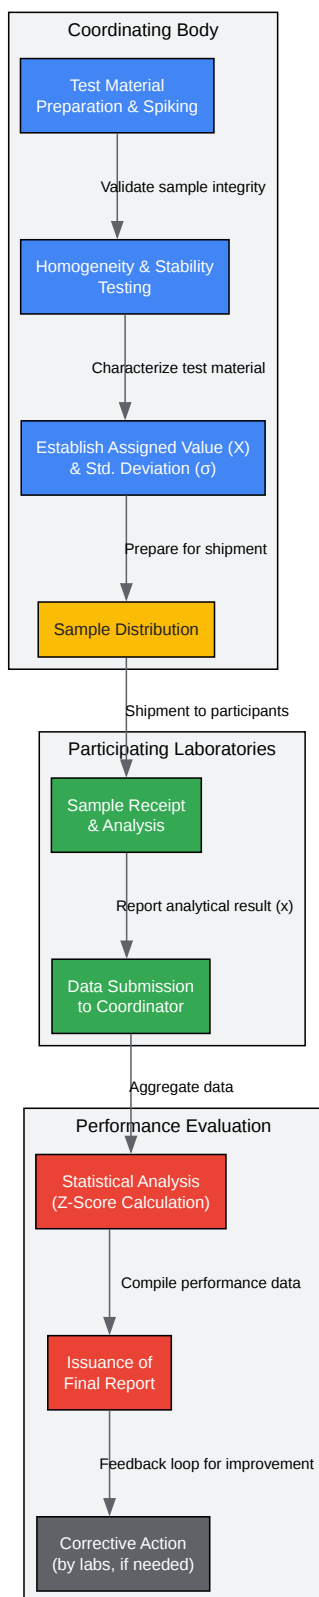 Coordinating Body
Test Material
Preparation & Spiking
Validate sample integrity
Homogeneity & Stability
Testing
Characterize test material
Establish Assigned Value (X)
& Std. Deviation (σ)
Prepare for shipment
Sample Distribution
Shipment to participants
Participating Laboratories
Sample Receipt
& Analysis
Report analytical result (x)
Data Submission
to Coordinator
Aggregate data
Performance Evaluation
Statistical Analysis
(Z-Score Calculation)
Compile performance data
Issuance of
Final Report
Feedback loop for improvement
Corrective Action
(by labs, if needed)